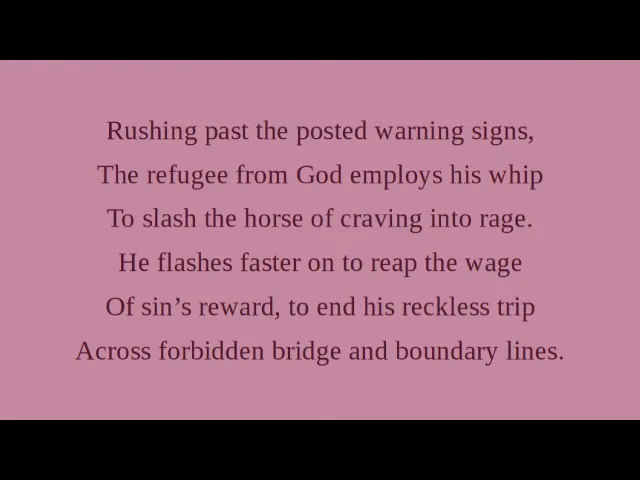 Rushing past the posted warning signs,
The refugee from God employs his whip
To slash the horse of craving into rage.
He flashes faster on to reap the wage
Of sin’s reward, to end his reckless trip
Across forbidden bridge and boundary lines.